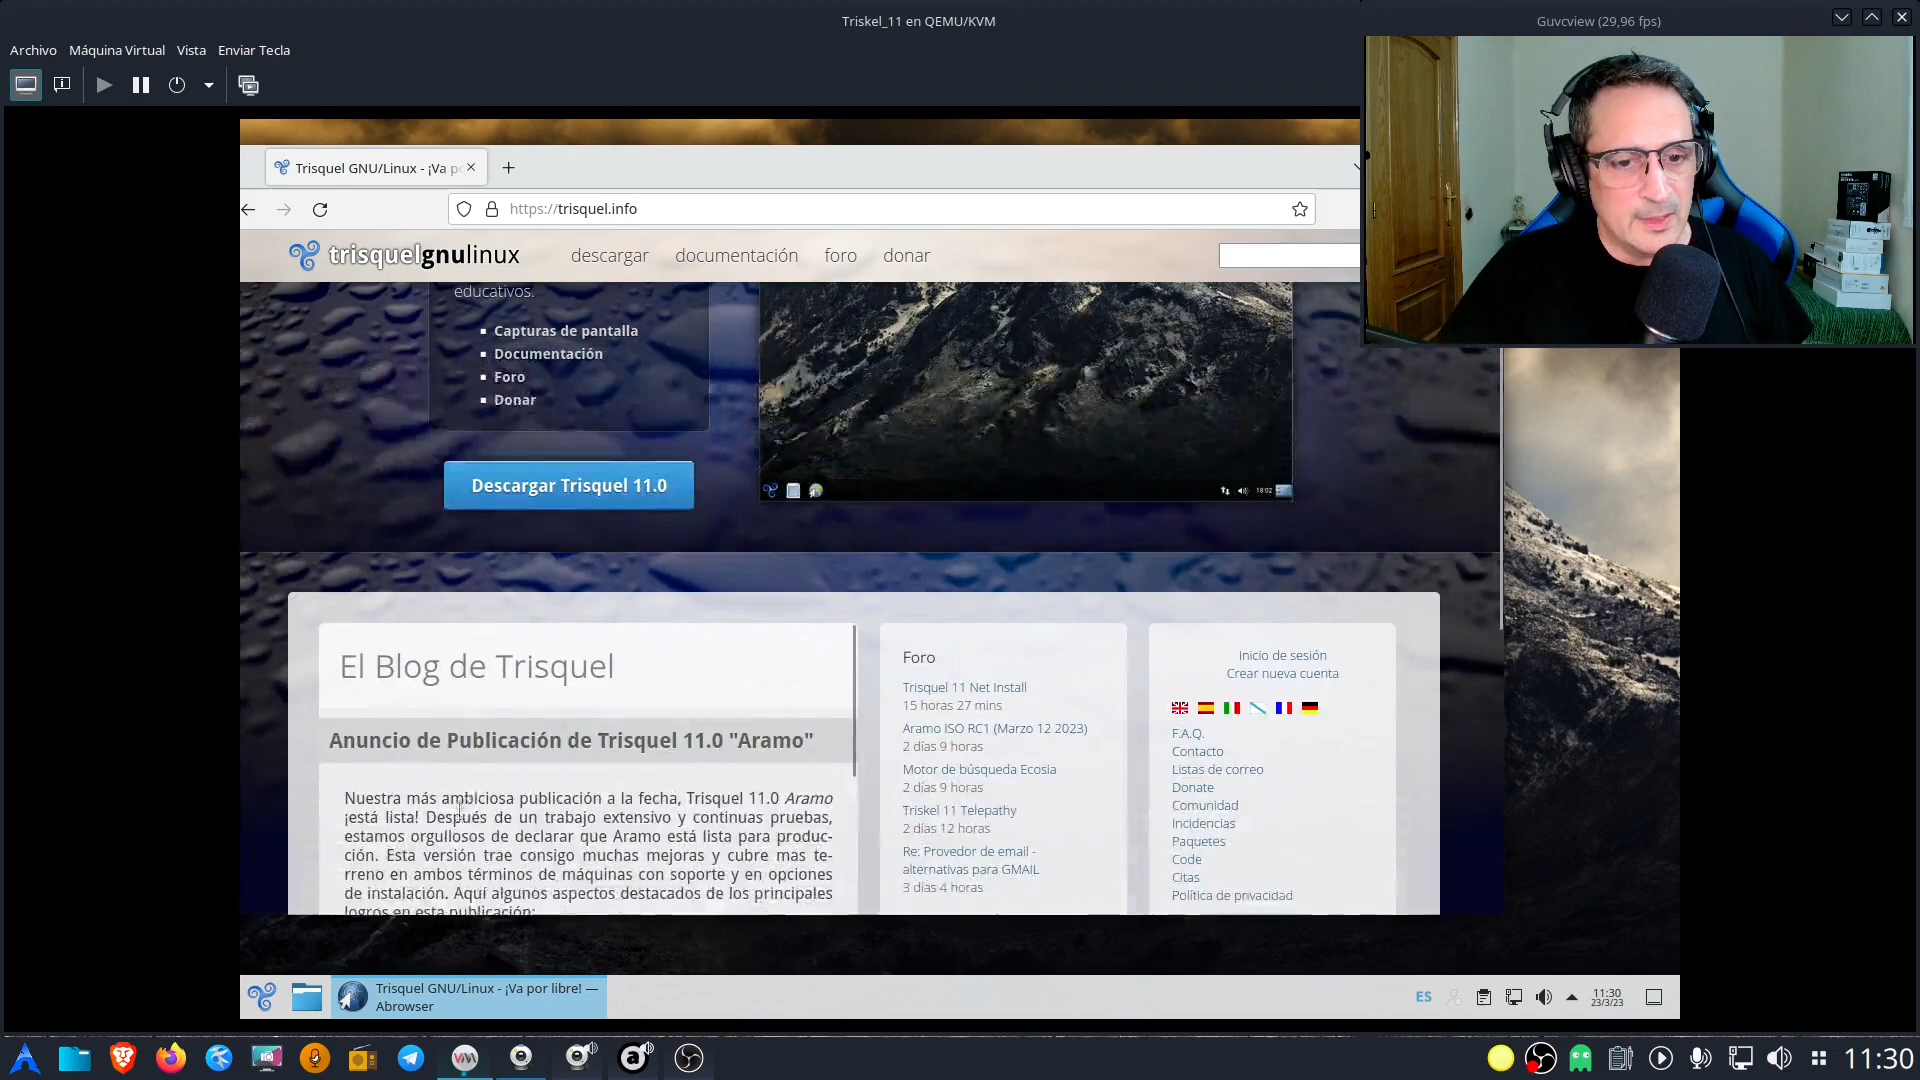 Triskel_11 en QEMU/KVM
Guvcview (29,96 fps)
Archivo Máquina Virtual Vista Enviar Tecla
Trisquel GNU/Linux - ¡Va po
https://trisquel.info
trisquelgnulinux
descargar documentación foro donar
educativos.
Capturas de pantalla
Documentación
Foro
Donar
Descargar Trisquel 11.0
18:02
El Blog de Trisquel
Anuncio de Publicación de Trisquel 11.0 "Aramo"
Nuestra más ambiciosa publicación a la fecha, Trisquel 11.0 Aramo
¡está lista! Después de un trabajo extensivo y continuas pruebas,
estamos orgullosos de declarar que Aramo está lista para produc-
ción. Esta versión trae consigo muchas mejoras y cubre mas te-
rreno en ambos términos de máquinas con soporte y en opciones
de instalación. Aquí algunos aspectos destacados de los principales
logros en esta publicación:
Foro
Trisquel 11 Net Install
15 horas 27 mins
Aramo ISO RC1 (Marzo 12 2023)
2 días 9 horas
Motor de búsqueda Ecosia
2 días 9 horas
Triskel 11 Telepathy
2 días 12 horas
Re: Provedor de email -
alternativas para GMAIL
3 días 4 horas
Inicio de sesión
Crear nueva cuenta
F.A.Q.
Contacto
Listas de correo
Donate
Comunidad
Incidencias
Paquetes
Code
Citas
Política de privacidad
Trisquel GNU/Linux - ¡Va por libre! —
Abrowser
ES
11:30
23/3/23
11:30